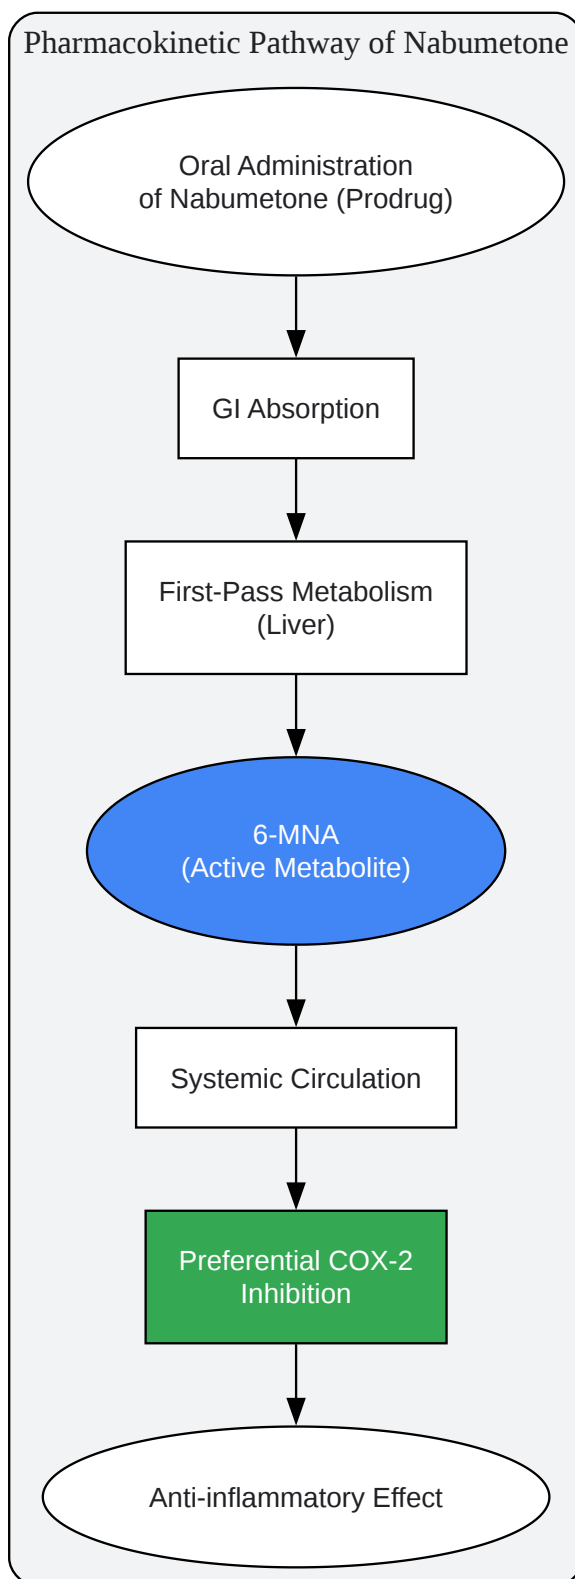 Pharmacokinetic Pathway of Nabumetone
Oral Administration
of Nabumetone (Prodrug)
GI Absorption
First-Pass Metabolism
(Liver)
6-MNA
(Active Metabolite)
Systemic Circulation
Preferential COX-2
Inhibition
Anti-inflammatory Effect